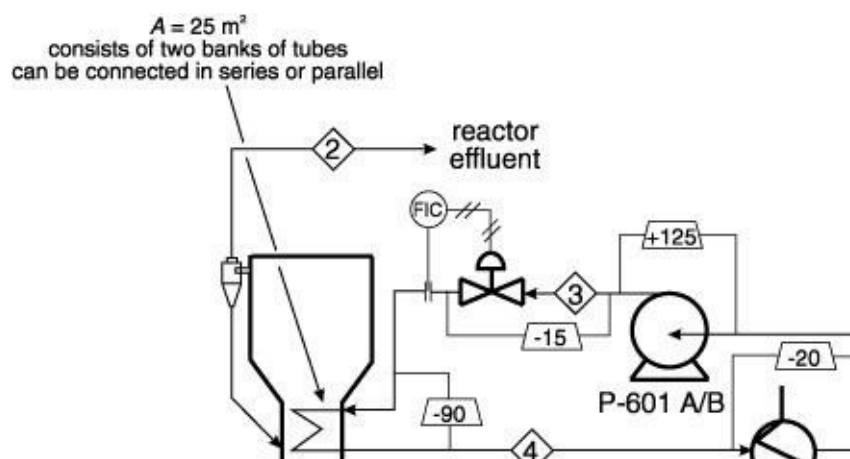 A = 25 m²
consists of two banks of tubes
can be connected in series or parallel
2
reactor
effluent
FIC
+125
3
-15
-20
P-601 A/B
-90
4